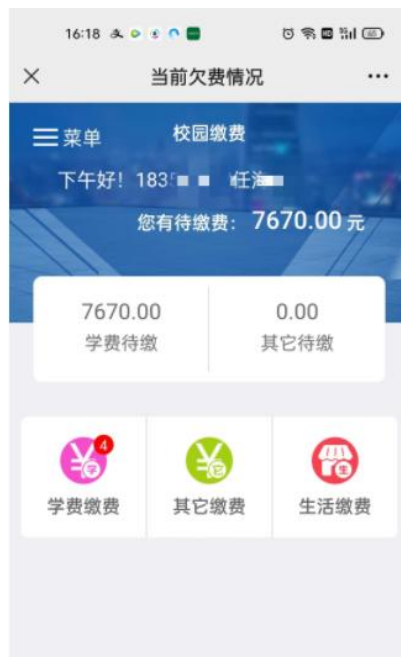 16:18
当前欠费情况
菜单
校园缴费
下午好! 183 任
您有待缴费: 7670.00 元
7670.00
0.00
学费待缴
其它待缴
4
学费缴费
其它缴费
生活缴费